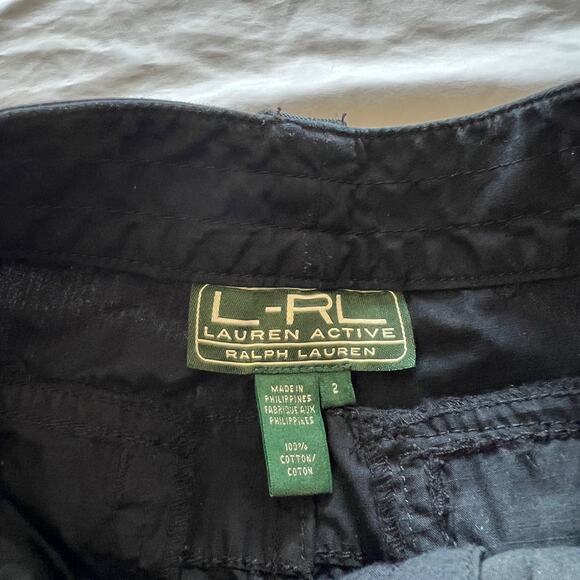 L-RL
LAUREN ACTIVE
RALPH LAUREN
2
MADE IN
PHILIPPINES
FABRIQUE AUX
PHILIPPINES
100%
COTTON/
COTON